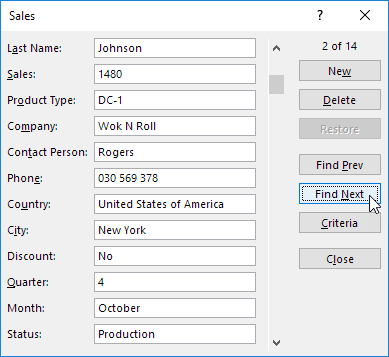 Sales
?
Last Name: Johnson
Sales: 1480
Product Type: DC-1
Company: Wok N Roll
Contact Person: Rogers
Phone: 030 569 378
Country: United States of America
City: New York
Discount: No
Quarter: 4
Month: October
Status: Production
2 of 14
New
Delete
Restore
Find Prev
Find Next
Criteria
Close